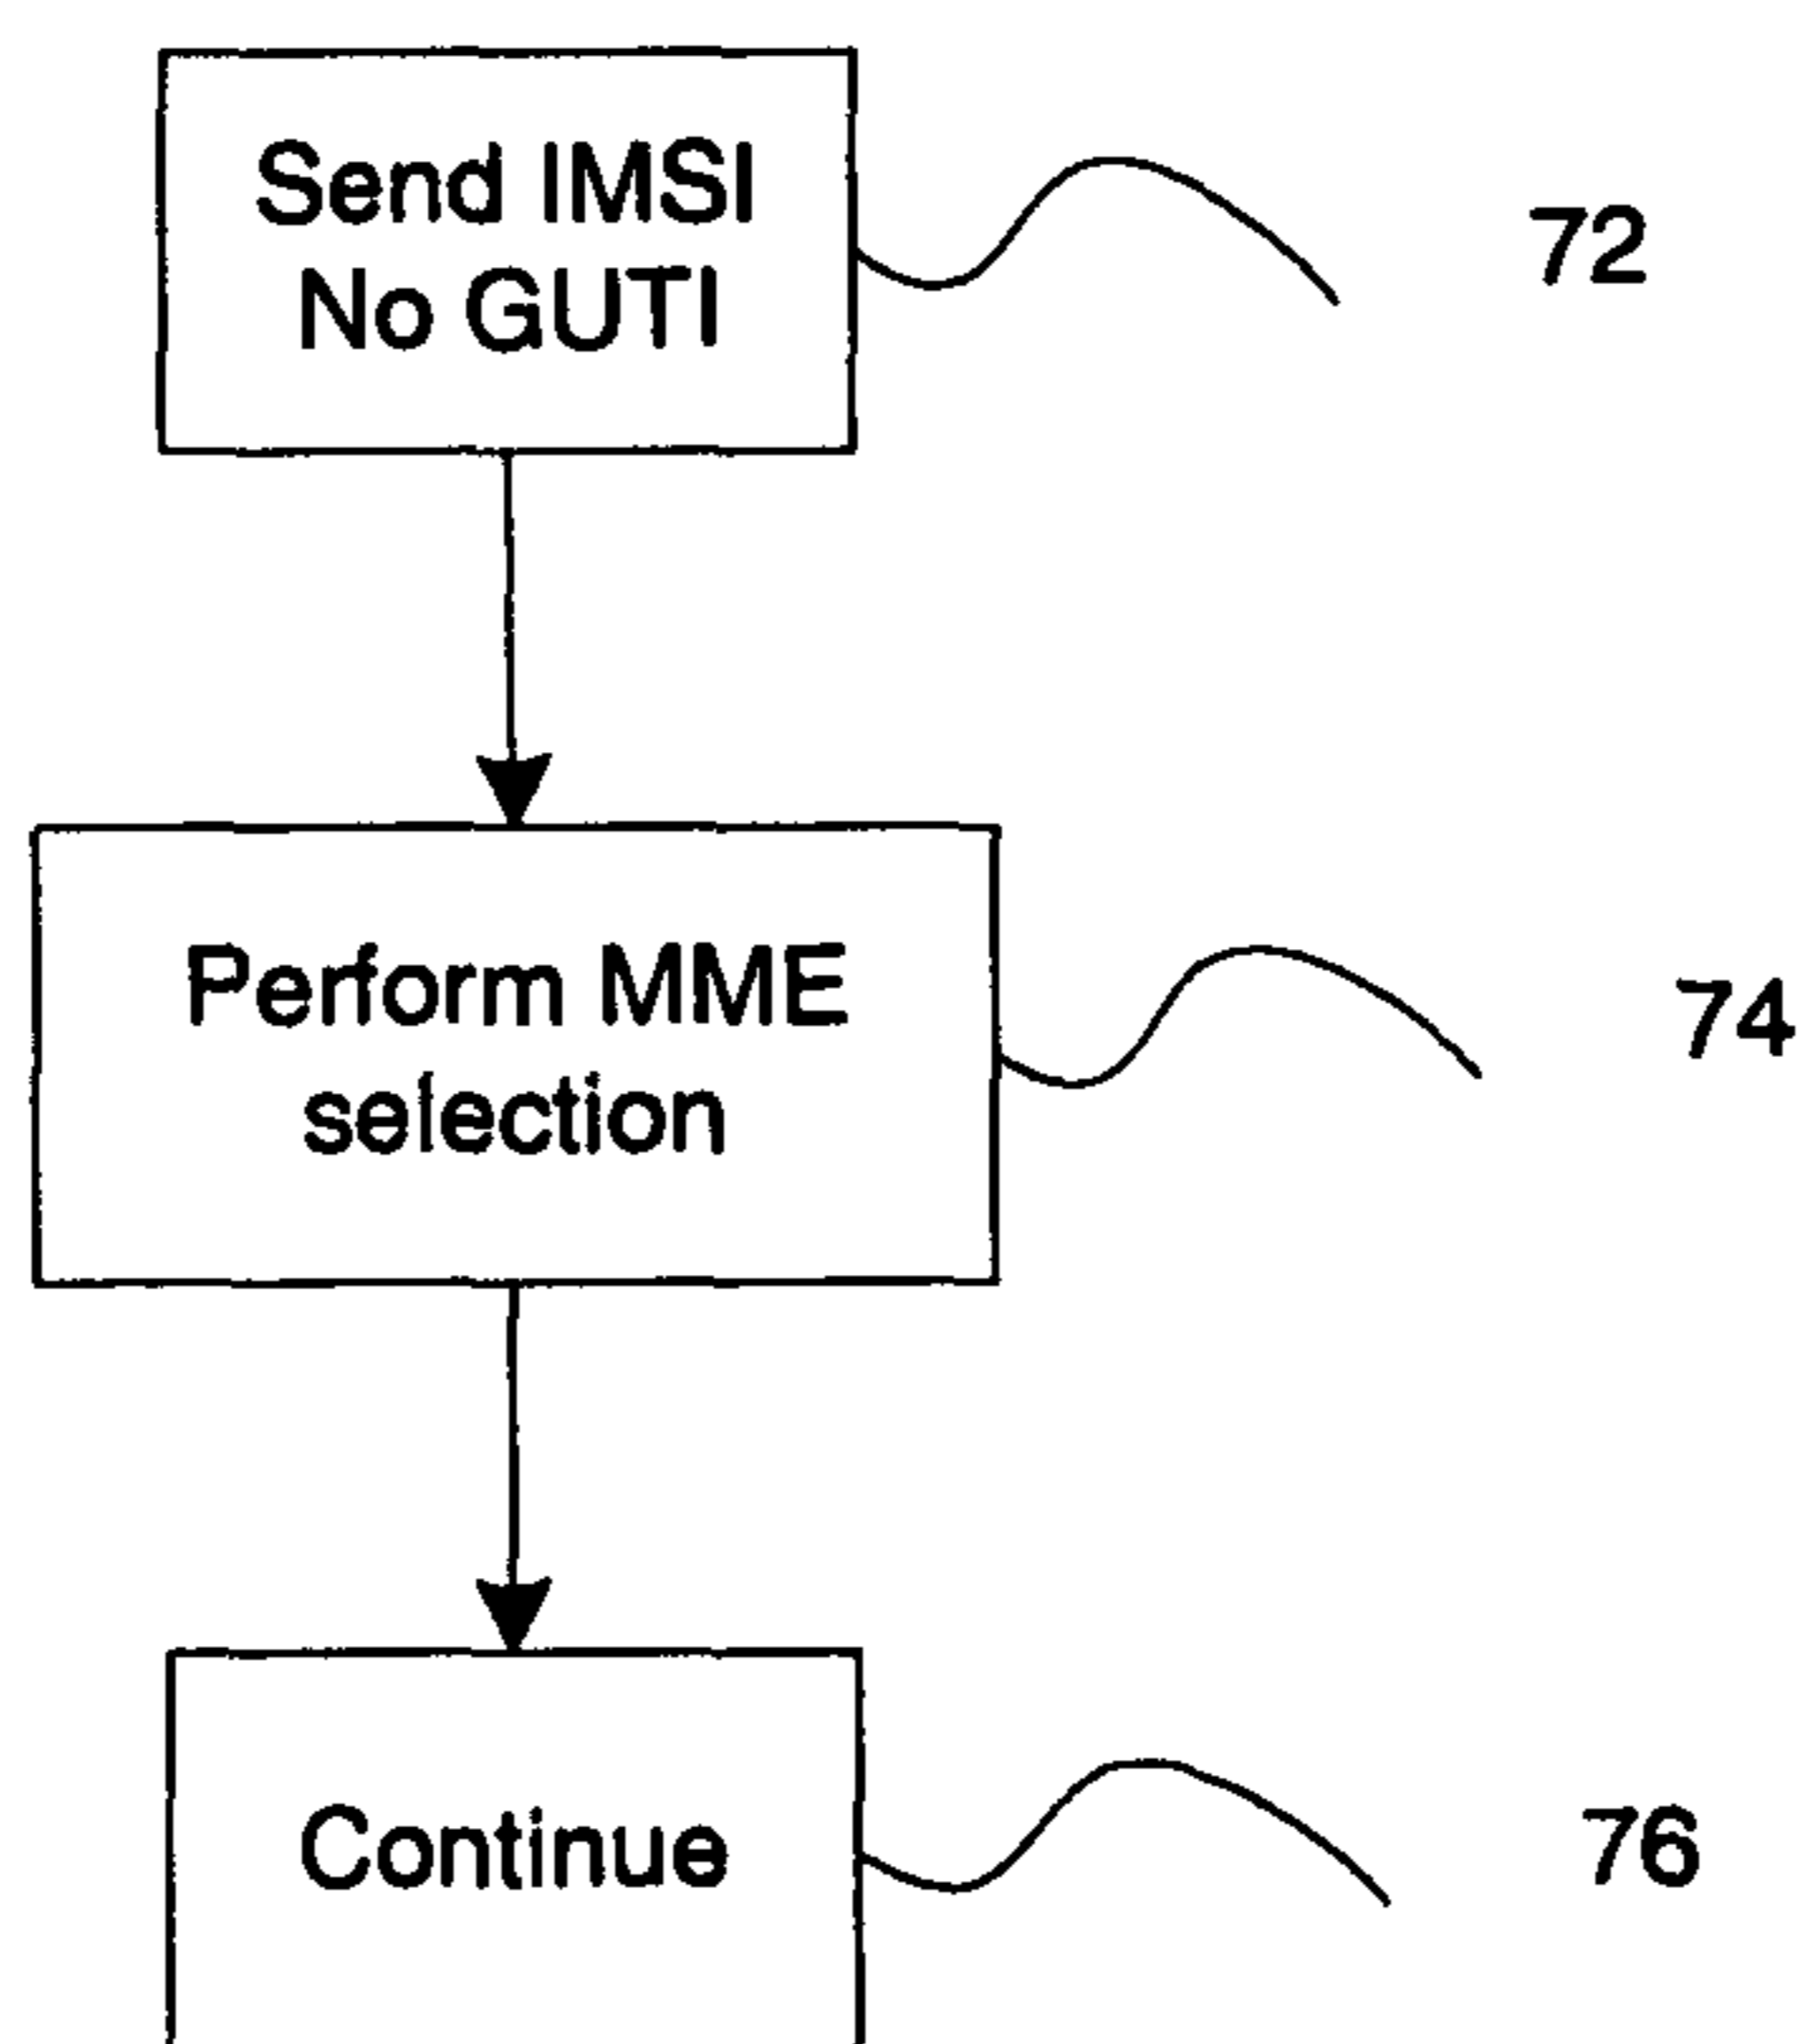 Send IMSI
No GUTI
72
Perform MME
selection
74
Continue
76